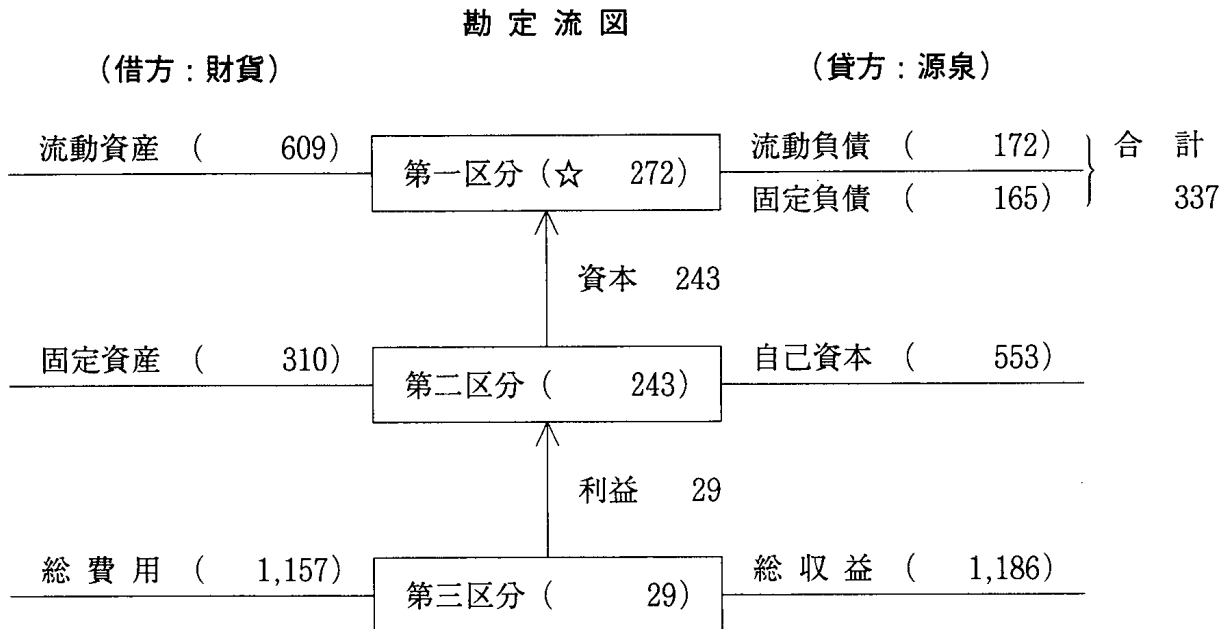 勘定流図
(借方:財貨) (貸方:源泉)
流動資産 ( 609) 第一区分 (☆ 272) 流動負債 ( 172) 合計
固定負債 ( 165) 337
資本 243
固定資産 ( 310) 第二区分 ( 243) 自己資本 ( 553)
利益 29
総費用 ( 1,157) 第三区分 ( 29) 総収益 ( 1,186)